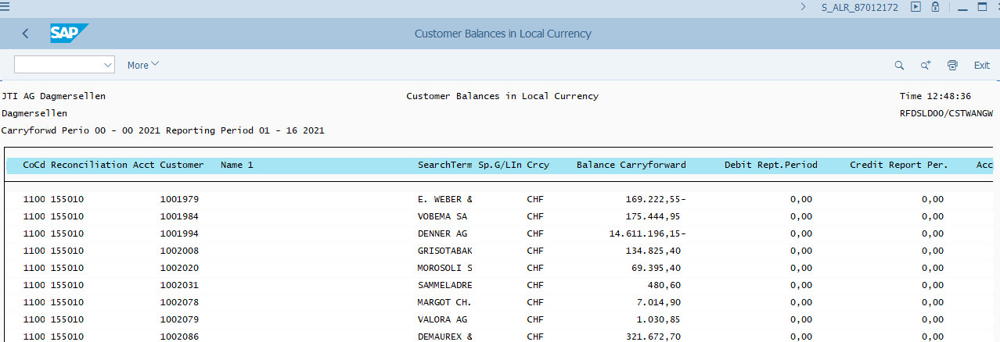 S_ALR_87012172
SAP
Customer Balances in Local Currency
More
Exit
JTI AG Dagmersellen Customer Balances in Local Currency Time 12:48:36
Dagmersellen RFDSLD00/CSTWANGW
Carryforwd Perio 00 - 00 2021 Reporting Period 01 - 16 2021
CoCd Reconciliation Acct Customer Name 1 SearchTerm Sp.G/LIn Crcy Balance Carryforward Debit Rept.Period Credit Report Per. Acc
1100 155010 1001979 E. WEBER & CHF 169.222,55- 0,00 0,00
1100 155010 1001984 VOBEMA SA CHF 175.444,95 0,00 0,00
1100 155010 1001994 DENNER AG CHF 14.611.196,15- 0,00 0,00
1100 155010 1002008 GRISOTABAK CHF 134.825,40 0,00 0,00
1100 155010 1002020 MOROSOLI S CHF 69.395,40 0,00 0,00
1100 155010 1002031 SAMMELADRE CHF 480,60 0,00 0,00
1100 155010 1002078 MARGOT CH. CHF 7.014,90 0,00 0,00
1100 155010 1002079 VALORA AG CHF 1.030,85 0,00 0,00
1100 155010 1002086 DEMAUREX & CHF 321.672,70 0,00 0,00